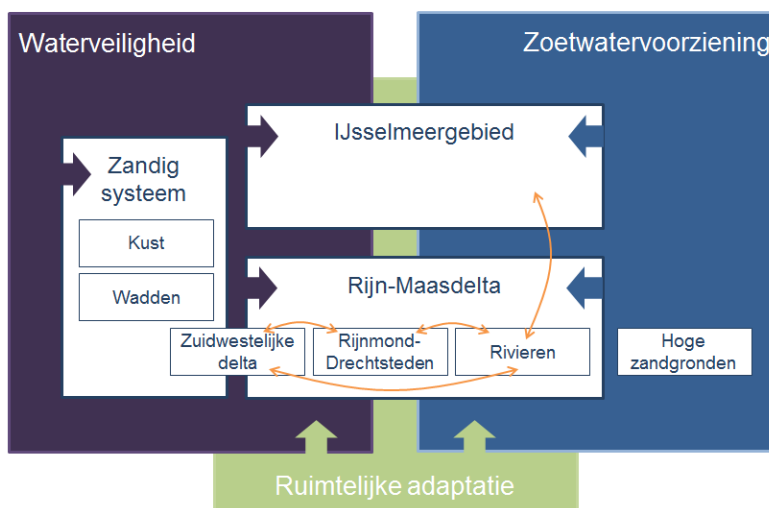 Waterveiligheid
Zoetwatervoorziening
IJsselmeergebied
Zandig
systeem
Kust
Wadden
Rijn-Maasdelta
Zuidwestelijke
delta
Rijnmond-
Drechtsteden
Rivieren
Hoge
zandgronden
Ruimtelijke adaptatie